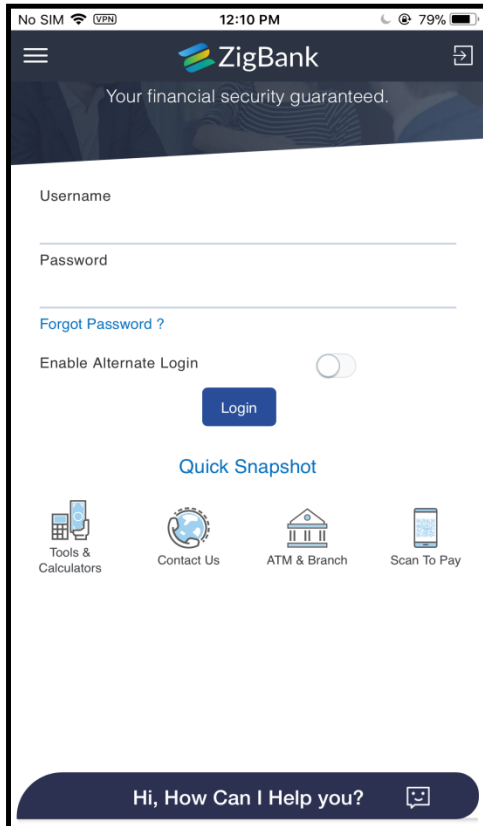 No SIM VPN 12:10 PM 79%
ZigBank
Your financial security guaranteed.
Username
Password
Forgot Password ?
Enable Alternate Login
Login
Quick Snapshot
Tools &
Calculators
Contact Us
ATM & Branch
Scan To Pay
Hi, How Can I Help you?